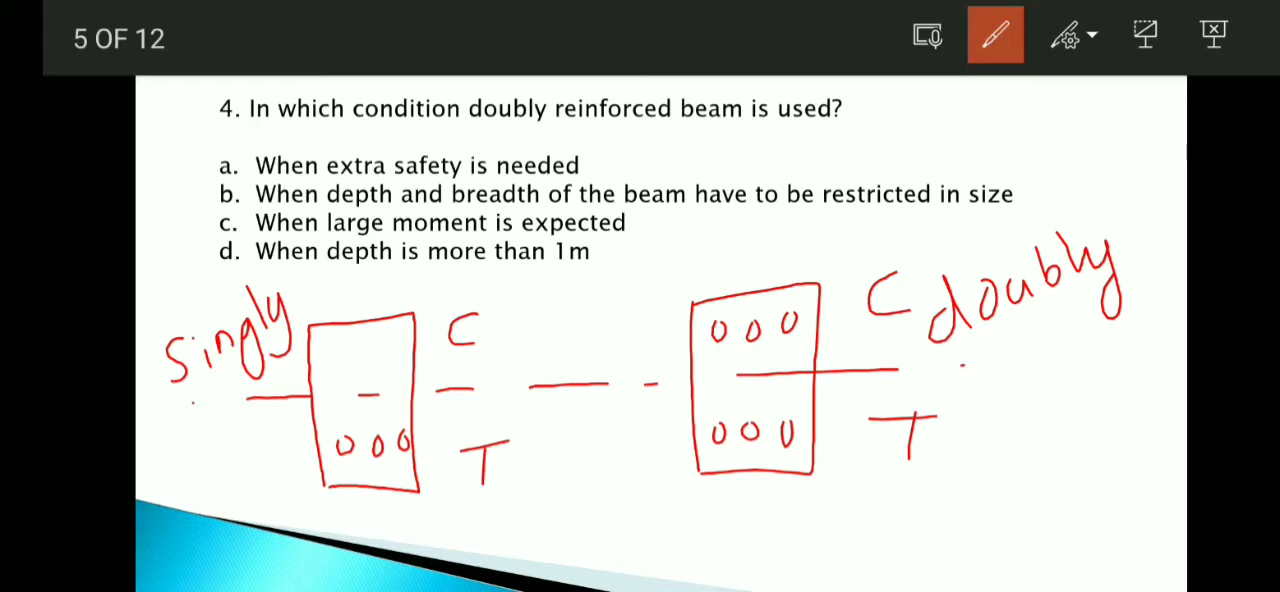 5 OF 12
4. In which condition doubly reinforced beam is used?
a. When extra safety is needed
b. When depth and breadth of the beam have to be restricted in size
c. When large moment is expected
d. When depth is more than 1m
Singly C C doubly
T T